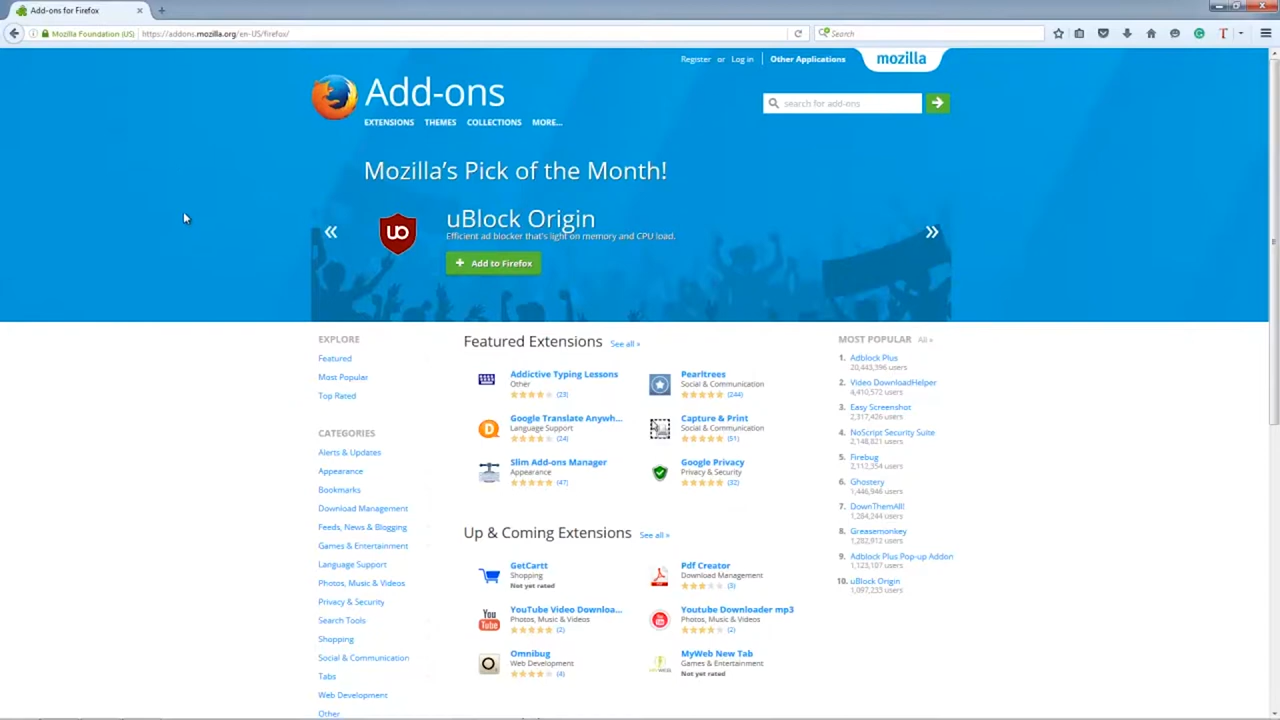 Add-ons for Firefox
Mozilla Foundation (US)
https://addons.mozilla.org/en-US/firefox/
Search
Register or Log in
Other Applications
mozilla
Add-ons
search for add-ons
EXTENSIONS THEMES COLLECTIONS MORE...
Mozilla's Pick of the Month!
«
UO
uBlock Origin
Efficient ad blocker that's light on memory and CPU load.
+ Add to Firefox
»
EXPLORE
Featured
Most Popular
Top Rated
CATEGORIES
Alerts & Updates
Appearance
Bookmarks
Download Management
Feeds, News & Blogging
Games & Entertainment
Language Support
Photos, Music & Videos
Privacy & Security
Search Tools
Shopping
Social & Communication
Tabs
Web Development
Other
Featured Extensions See all »
Addictive Typing Lessons
Other
(23)
Pearltrees
Social & Communication
(244)
D
Google Translate Anywh...
Language Support
(24)
Capture & Print
Social & Communication
(51)
Slim Add-ons Manager
Appearance
(47)
Google Privacy
Privacy & Security
(32)
Up & Coming Extensions See all »
GetCartt
Shopping
Not yet rated
Pdf Creator
Download Management
(3)
You
Tube
YouTube Video Downloa...
Photos, Music & Videos
(2)
Youtube Downloader mp3
Photos, Music & Videos
(2)
Omnibug
Web Development
(4)
MyWeb New Tab
Games & Entertainment
Not yet rated
MOST POPULAR All »
1. Adblock Plus
20,443,396 users
2. Video DownloadHelper
4,410,572 users
3. Easy Screenshot
2,317,426 users
4. NoScript Security Suite
2,148,821 users
5. Firebug
2,112,354 users
6. Ghostery
1,446,946 users
7. DownThemAll!
1,284,244 users
8. Greasemonkey
1,282,912 users
9. Adblock Plus Pop-up Addon
1,123,107 users
10. uBlock Origin
1,097,233 users